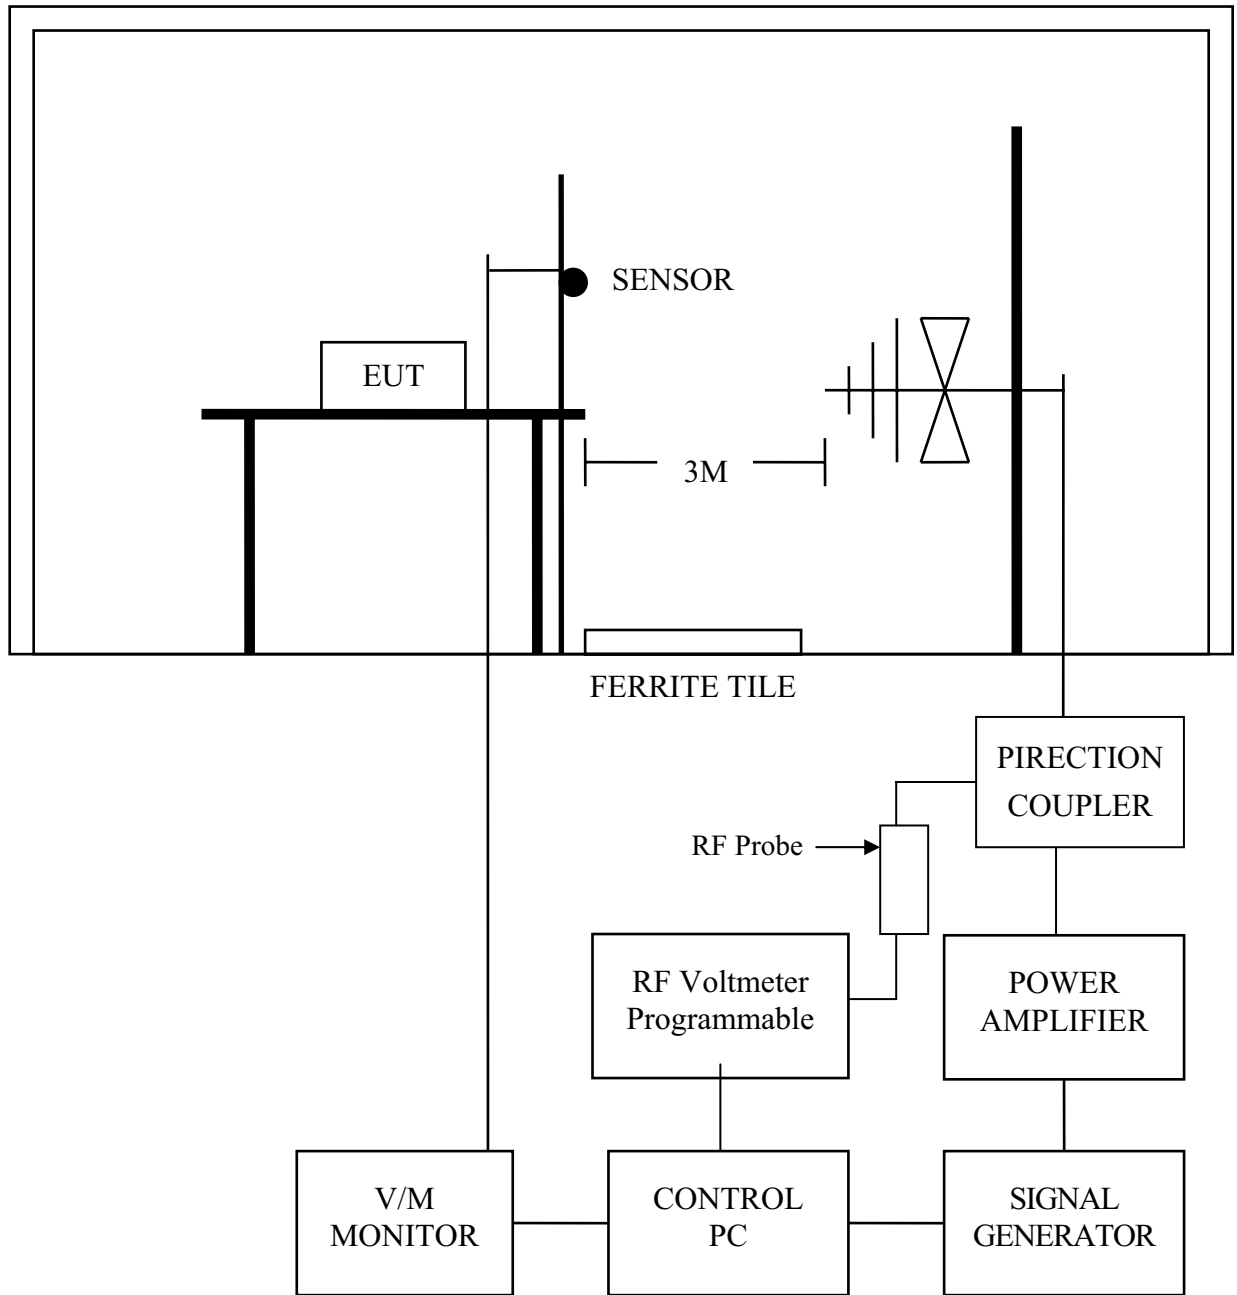 SENSOR
EUT
3M
FERRITE TILE
PIRECTION
COUPLER
RF Probe
RF Voltmeter
Programmable
POWER
AMPLIFIER
V/M
MONITOR
CONTROL
PC
SIGNAL
GENERATOR